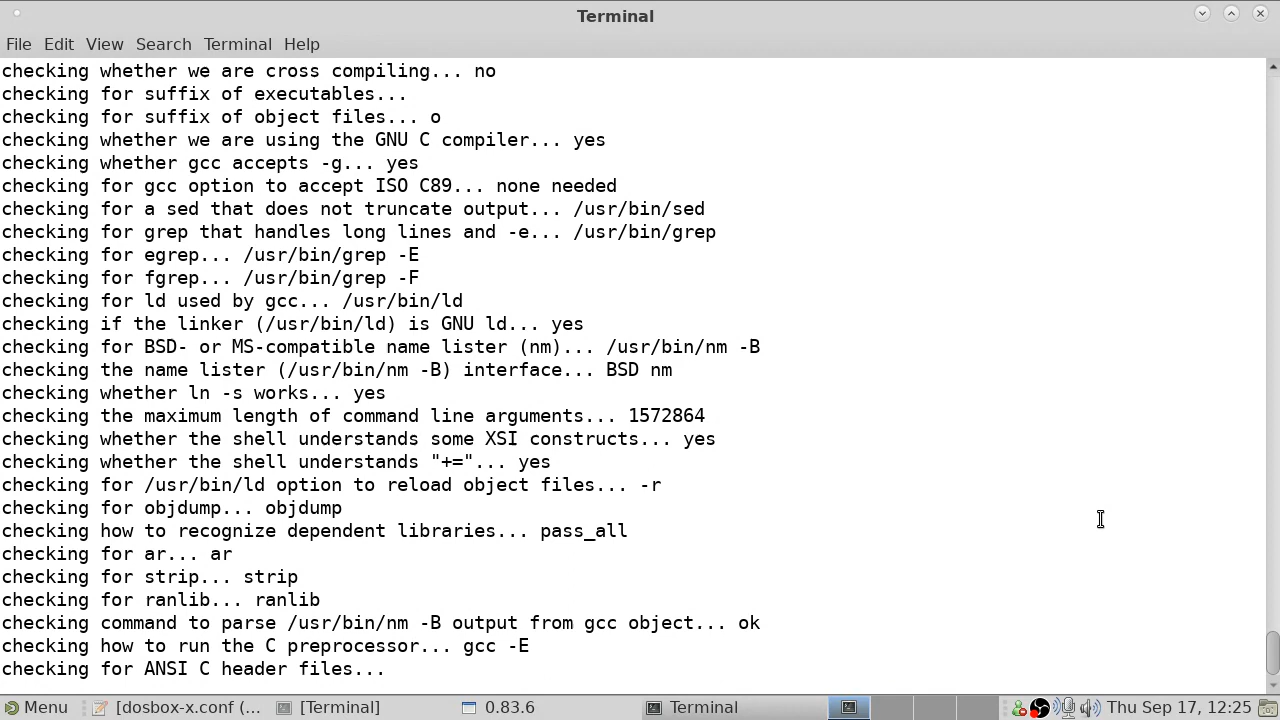 Terminal
File Edit View Search Terminal Help
checking whether we are cross compiling... no
checking for suffix of executables...
checking for suffix of object files... o
checking whether we are using the GNU C compiler... yes
checking whether gcc accepts -g... yes
checking for gcc option to accept ISO C89... none needed
checking for a sed that does not truncate output... /usr/bin/sed
checking for grep that handles long lines and -e... /usr/bin/grep
checking for egrep... /usr/bin/grep -E
checking for fgrep... /usr/bin/grep -F
checking for ld used by gcc... /usr/bin/ld
checking if the linker (/usr/bin/ld) is GNU ld... yes
checking for BSD- or MS-compatible name lister (nm)... /usr/bin/nm -B
checking the name lister (/usr/bin/nm -B) interface... BSD nm
checking whether ln -s works... yes
checking the maximum length of command line arguments... 1572864
checking whether the shell understands some XSI constructs... yes
checking whether the shell understands "+="... yes
checking for /usr/bin/ld option to reload object files... -r
checking for objdump... objdump
checking how to recognize dependent libraries... pass_all
checking for ar... ar
checking for strip... strip
checking for ranlib... ranlib
checking command to parse /usr/bin/nm -B output from gcc object... ok
checking how to run the C preprocessor... gcc -E
checking for ANSI C header files...
Menu [dosbox-x.conf (... [Terminal] 0.83.6 Terminal Thu Sep 17, 12:25